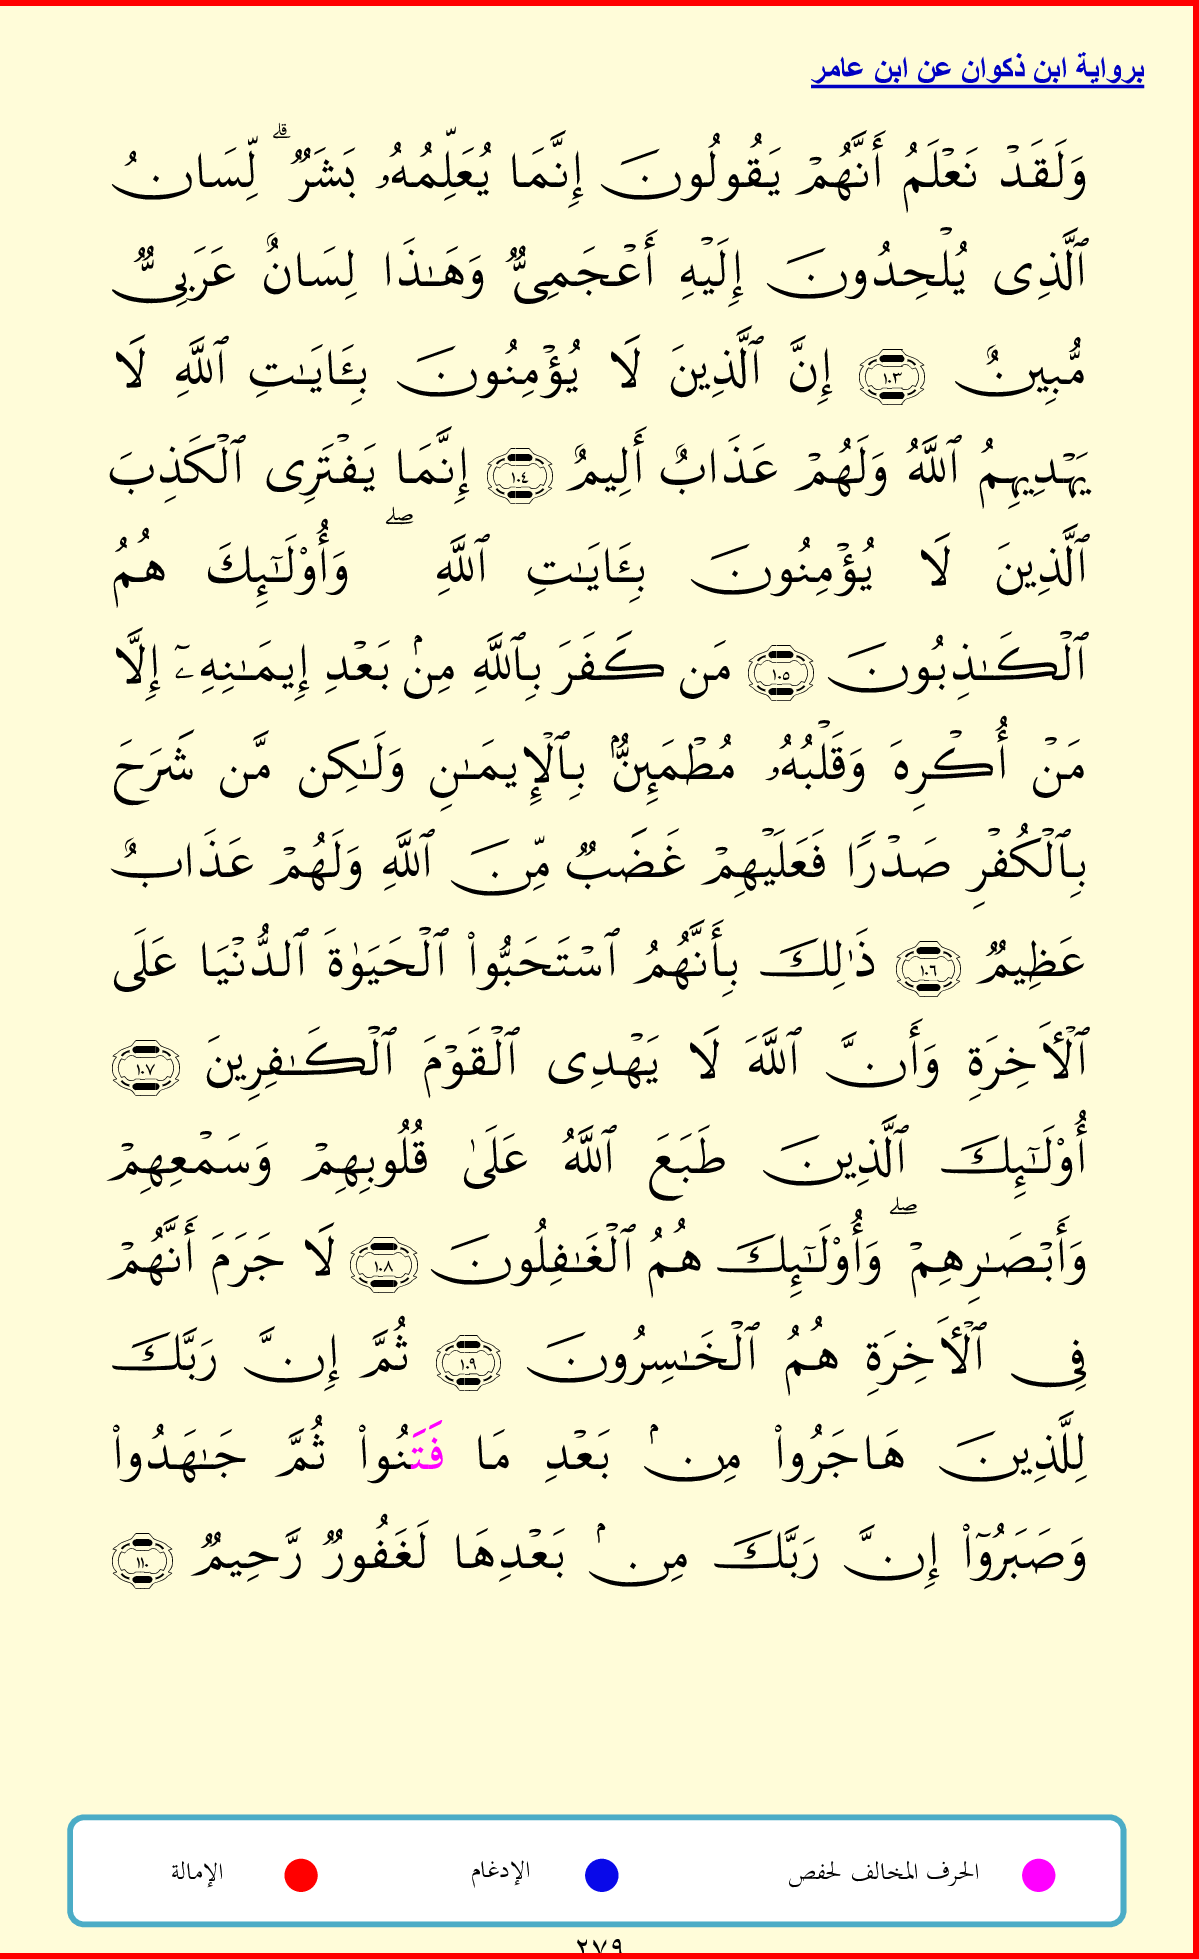 برواية ابن ذكوان عن ابن عامر
وَلَقَدۡ نَعۡلَمُ أَنَّهُمۡ يَقُولُونَ إِنَّمَا يُعَلِّمُهُۥ بَشَرٞۗ لِّسَانُ
ٱلَّذِى يُلۡحِدُونَ إِلَيۡهِ أَعۡجَمِىّٞ وَهَٰذَا لِسَانٌ عَرَبِىّٞ
مُّبِينٌ ١٠٣ إِنَّ ٱلَّذِينَ لَا يُؤۡمِنُونَ بِـَٔايَٰتِ ٱللَّهِ لَا
يَهۡدِيهِمُ ٱللَّهُ وَلَهُمۡ عَذَابٌ أَلِيمٌ ١٠٤ إِنَّمَا يَفۡتَرِى ٱلۡكَذِبَ
ٱلَّذِينَ لَا يُؤۡمِنُونَ بِـَٔايَٰتِ ٱللَّهِۖ وَأُوْلَٰٓئِكَ هُمُ
ٱلۡكَٰذِبُونَ ١٠٥ مَن كَفَرَ بِٱللَّهِ مِنۢ بَعۡدِ إِيمَٰنِهِۦٓ إِلَّا
مَنۡ أُكۡرِهَ وَقَلۡبُهُۥ مُطۡمَئِنُّۢ بِٱلۡإِيمَٰنِ وَلَٰكِن مَّن شَرَحَ
بِٱلۡكُفۡرِ صَدۡرًا فَعَلَيۡهِمۡ غَضَبٞ مِّنَ ٱللَّهِ وَلَهُمۡ عَذَابٌ
عَظِيمٞ ١٠٦ ذَٰلِكَ بِأَنَّهُمُ ٱسۡتَحَبُّواْ ٱلۡحَيَوٰةَ ٱلدُّنۡيَا عَلَى
ٱلۡأٓخِرَةِ وَأَنَّ ٱللَّهَ لَا يَهۡدِى ٱلۡقَوۡمَ ٱلۡكَٰفِرِينَ ١٠٧
أُوْلَٰٓئِكَ ٱلَّذِينَ طَبَعَ ٱللَّهُ عَلَىٰ قُلُوبِهِمۡ وَسَمۡعِهِمۡ
وَأَبۡصَٰرِهِمۡۖ وَأُوْلَٰٓئِكَ هُمُ ٱلۡغَٰفِلُونَ ١٠٨ لَا جَرَمَ أَنَّهُمۡ
فِى ٱلۡأٓخِرَةِ هُمُ ٱلۡخَٰسِرُونَ ١٠٩ ثُمَّ إِنَّ رَبَّكَ
لِلَّذِينَ هَاجَرُواْ مِنۢ بَعۡدِ مَا فَتَنُواْ ثُمَّ جَٰهَدُواْ
وَصَبَرُوٓاْ إِنَّ رَبَّكَ مِنۢ بَعۡدِهَا لَغَفُورٞ رَّحِيمٞ ١١٠
الحرف المخالف لحفص الإدغام الإمالة
٢٧٩